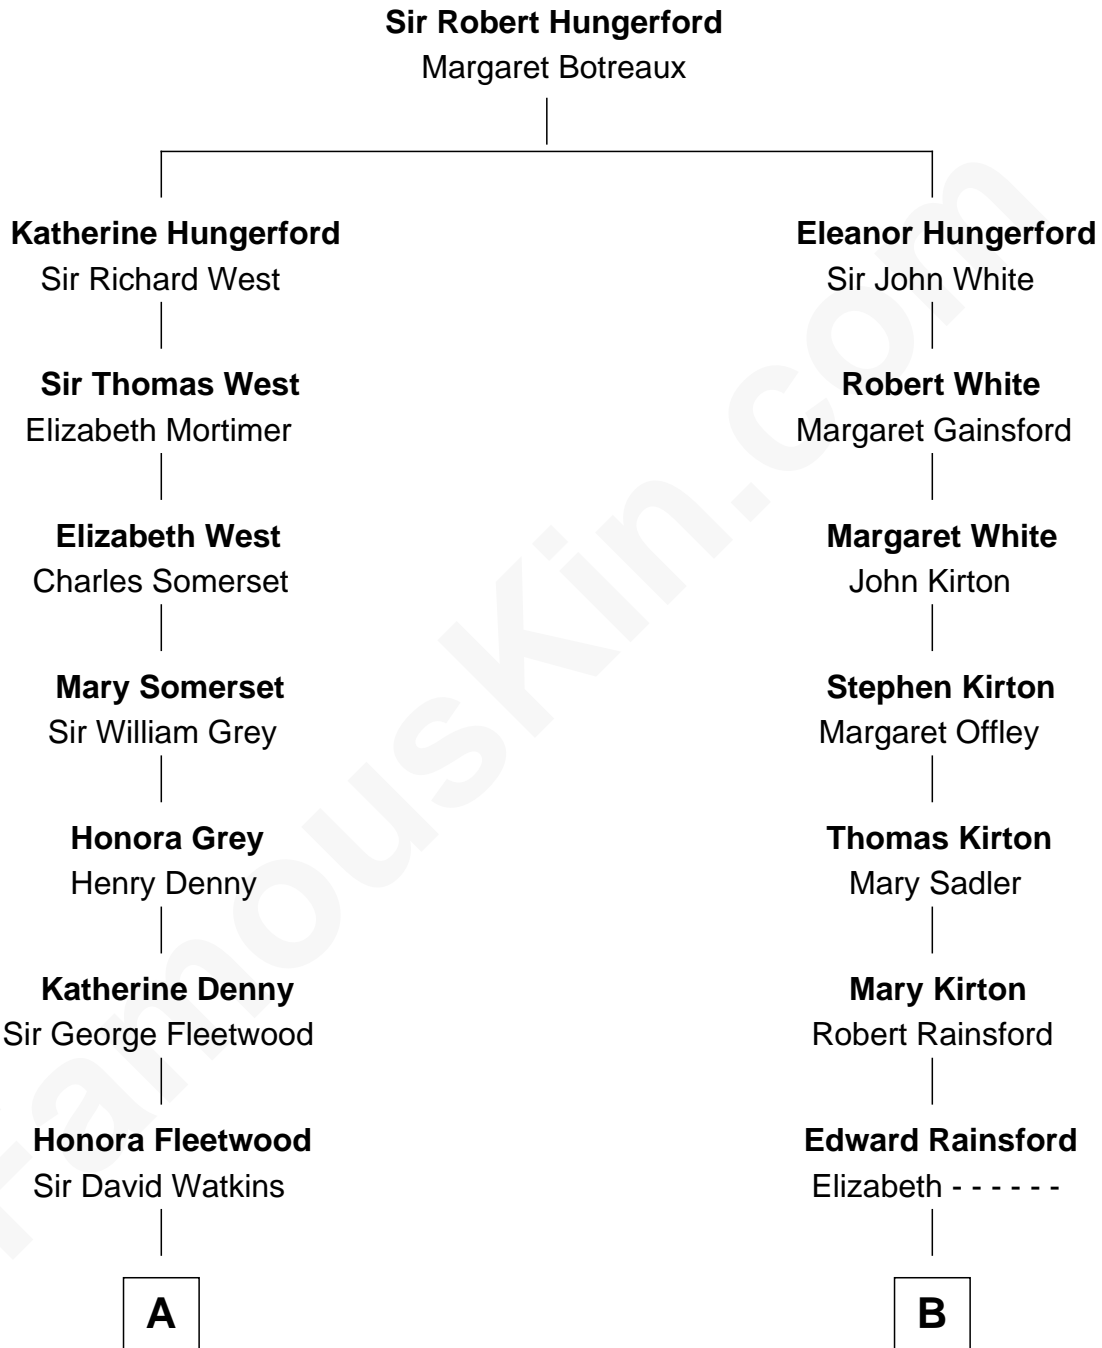 Sir Robert Hungerford
Margaret Botreaux
Katherine Hungerford
Sir Richard West
Eleanor Hungerford
Sir John White
Sir Thomas West
Elizabeth Mortimer
Robert White
Margaret Gainsford
Elizabeth West
Charles Somerset
Margaret White
John Kirton
Mary Somerset
Sir William Grey
Stephen Kirton
Margaret Offley
Honora Grey
Henry Denny
Thomas Kirton
Mary Sadler
Katherine Denny
Sir George Fleetwood
Mary Kirton
Robert Rainsford
Honora Fleetwood
Sir David Watkins
Edward Rainsford
Elizabeth - - - - - -
A
B
FamousKin.com